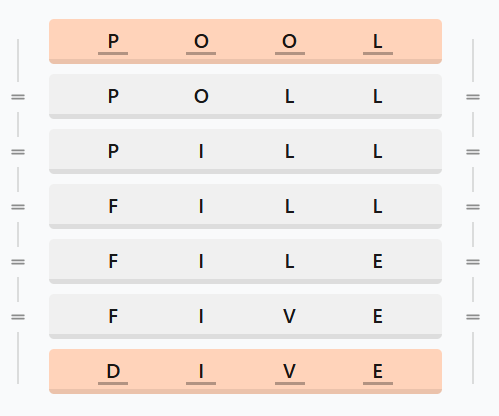 P O O L
P O L L
P I L L
F I L L
F I L E
F I V E
D I V E